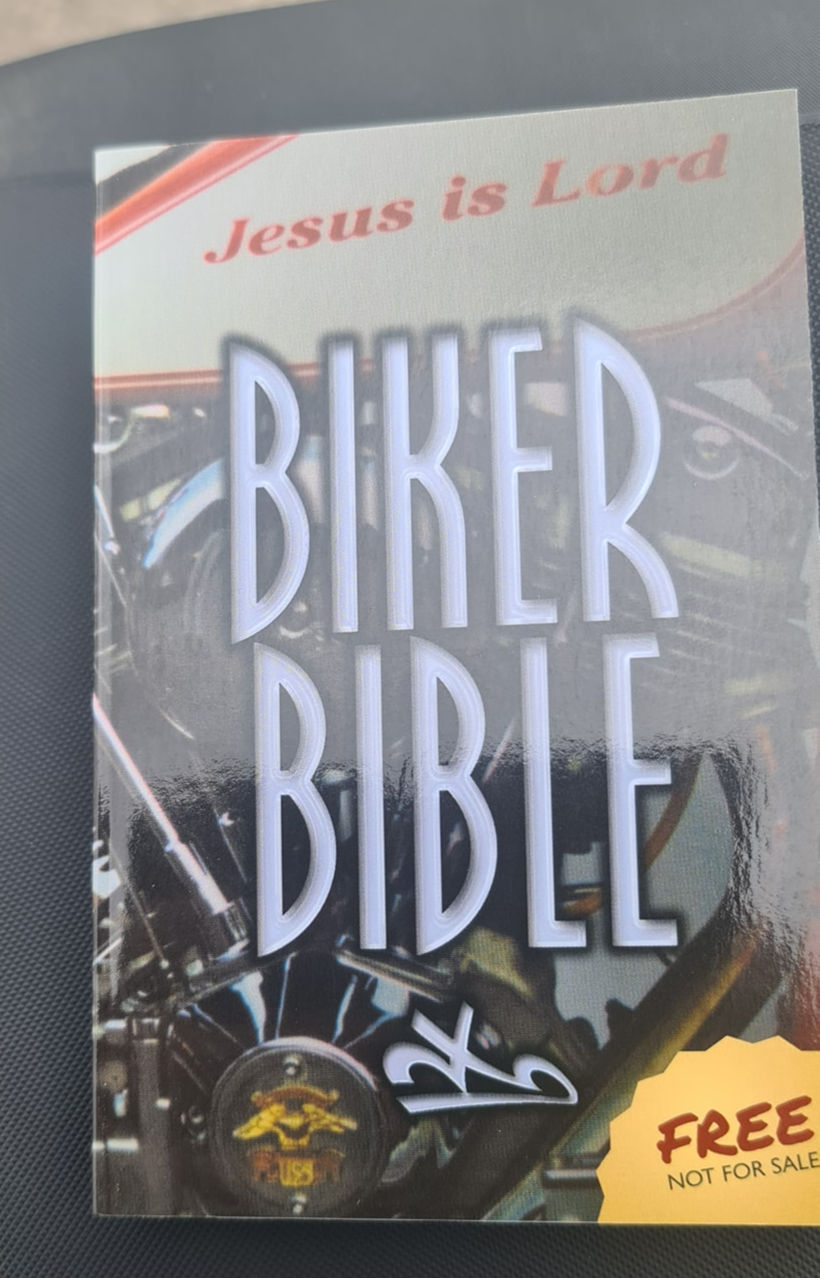 Jesus is Lord
BIKER
BIBLE
FREE
NOT FOR SALE